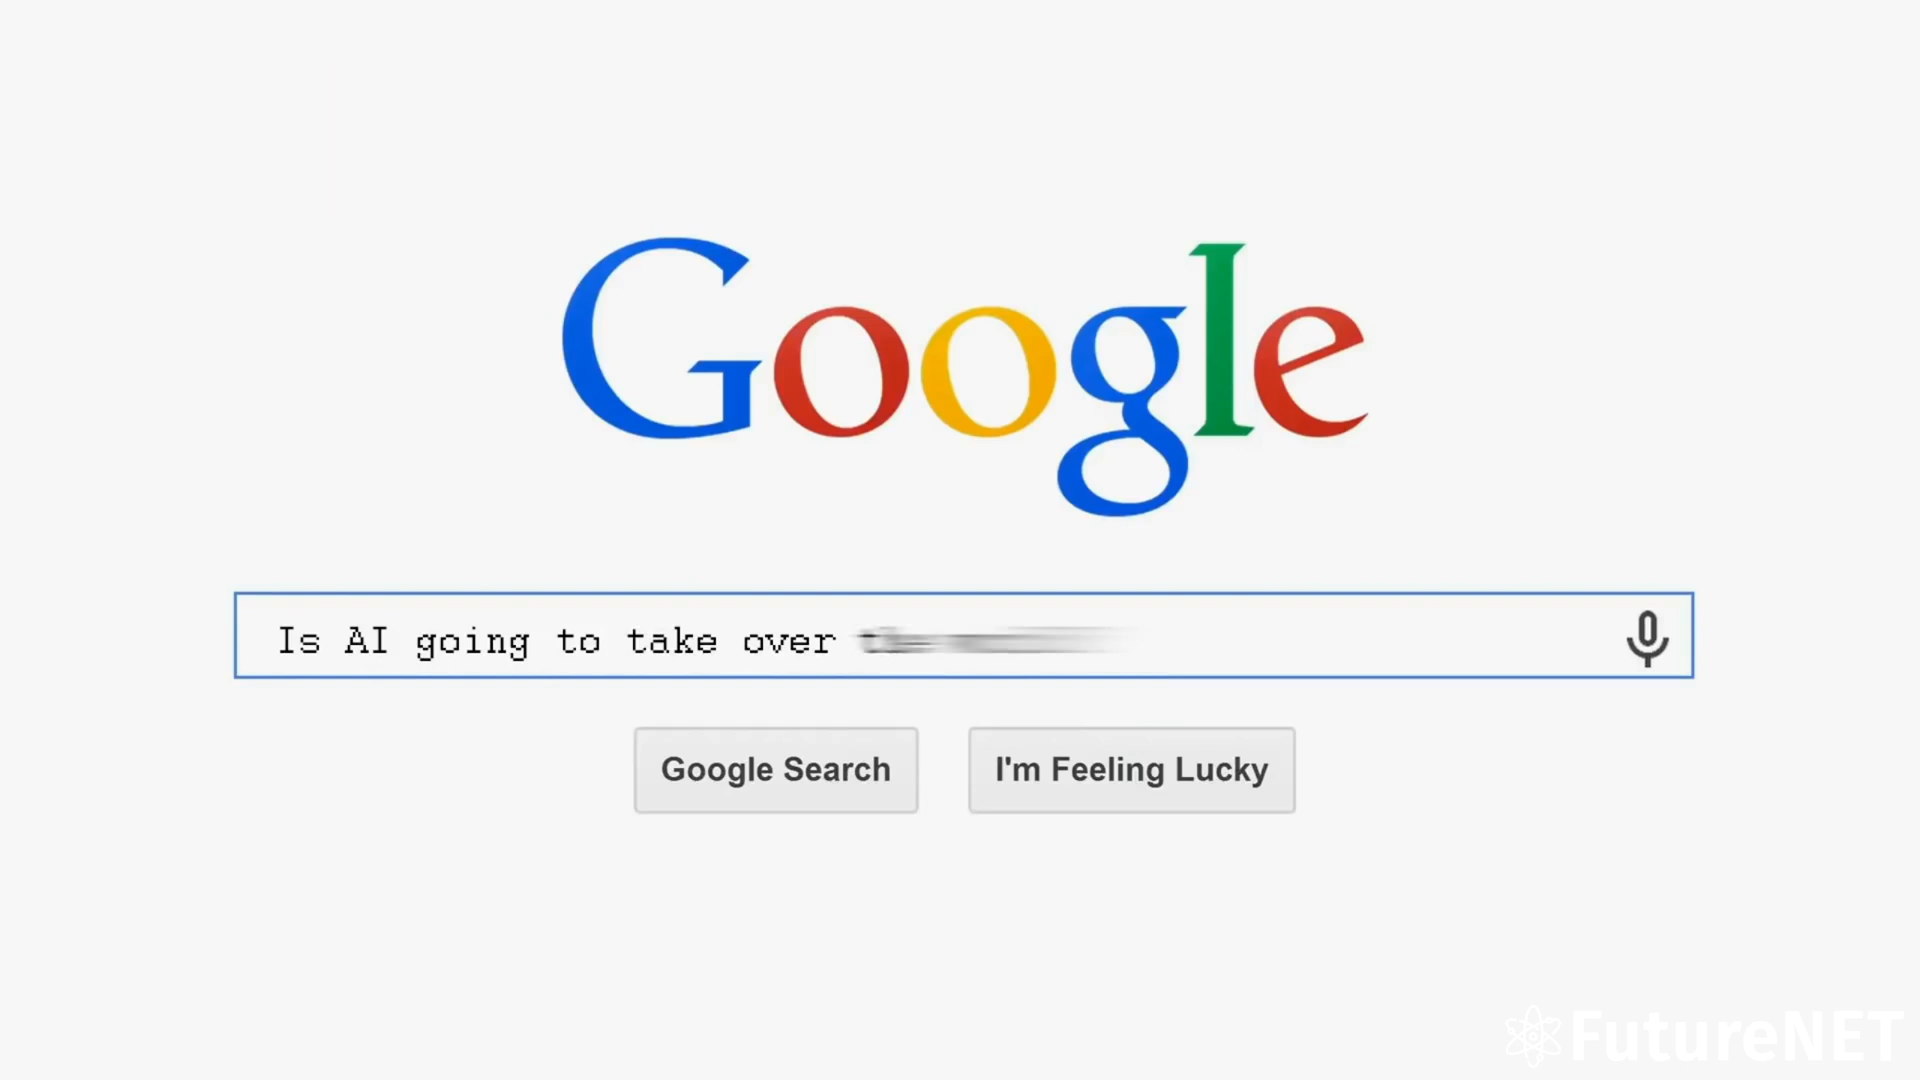 Google
Is AI going to take over
Google Search
I'm Feeling Lucky
FutureNET